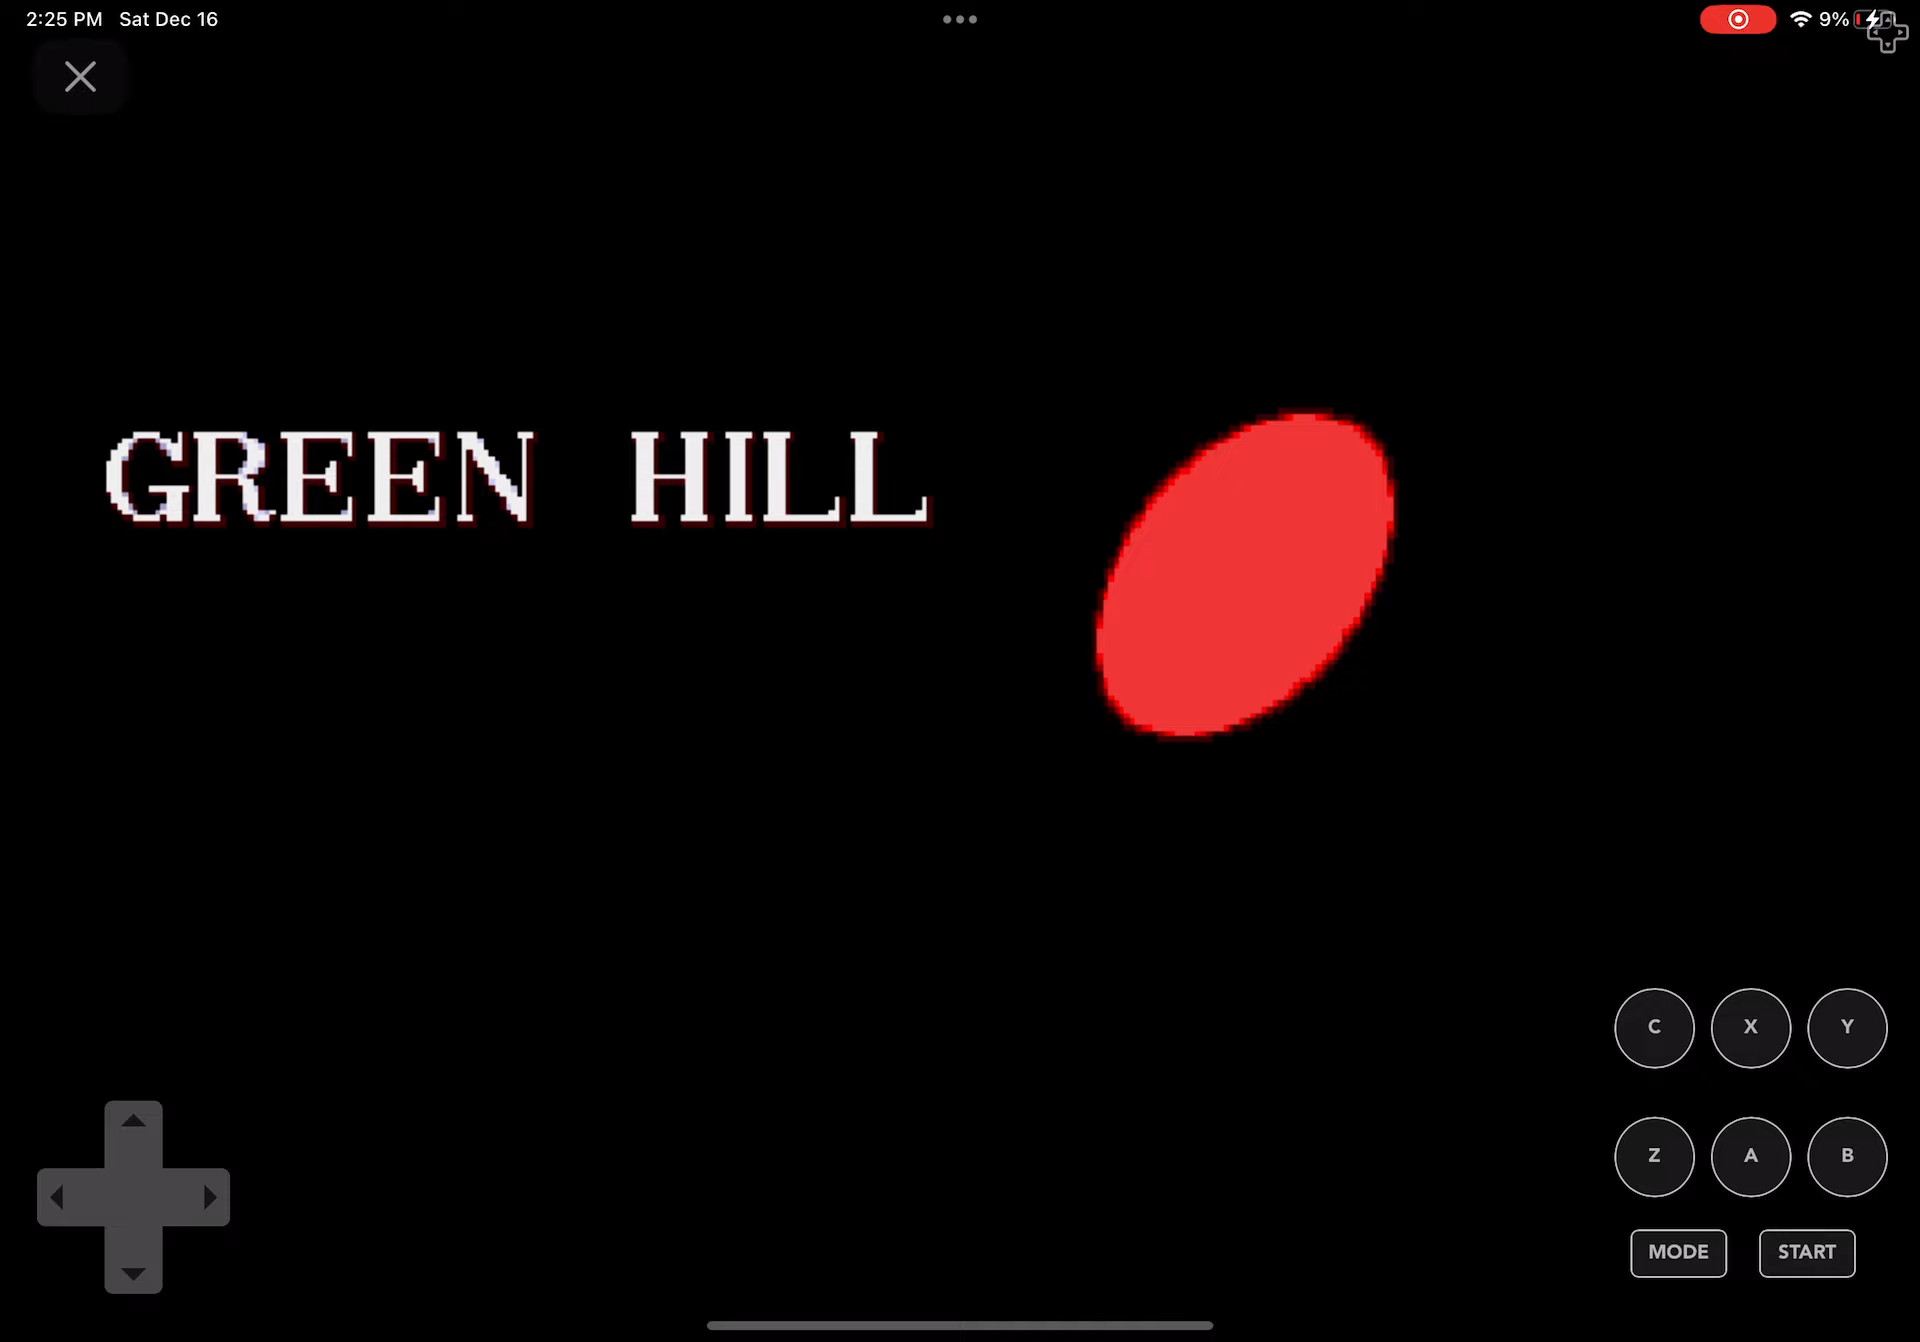 2:25 PM Sat Dec 16
9%
GREEN HILL
C X Y
Z A B
MODE START